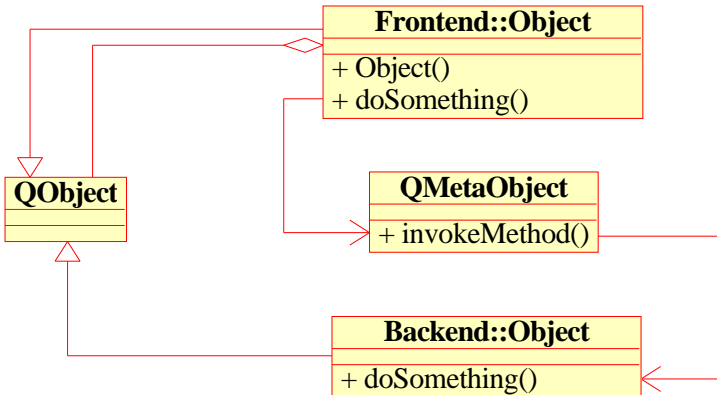 Frontend::Object
+ Object()
+ doSomething()
QObject
QMetaObject
+ invokeMethod()
Backend::Object
+ doSomething()